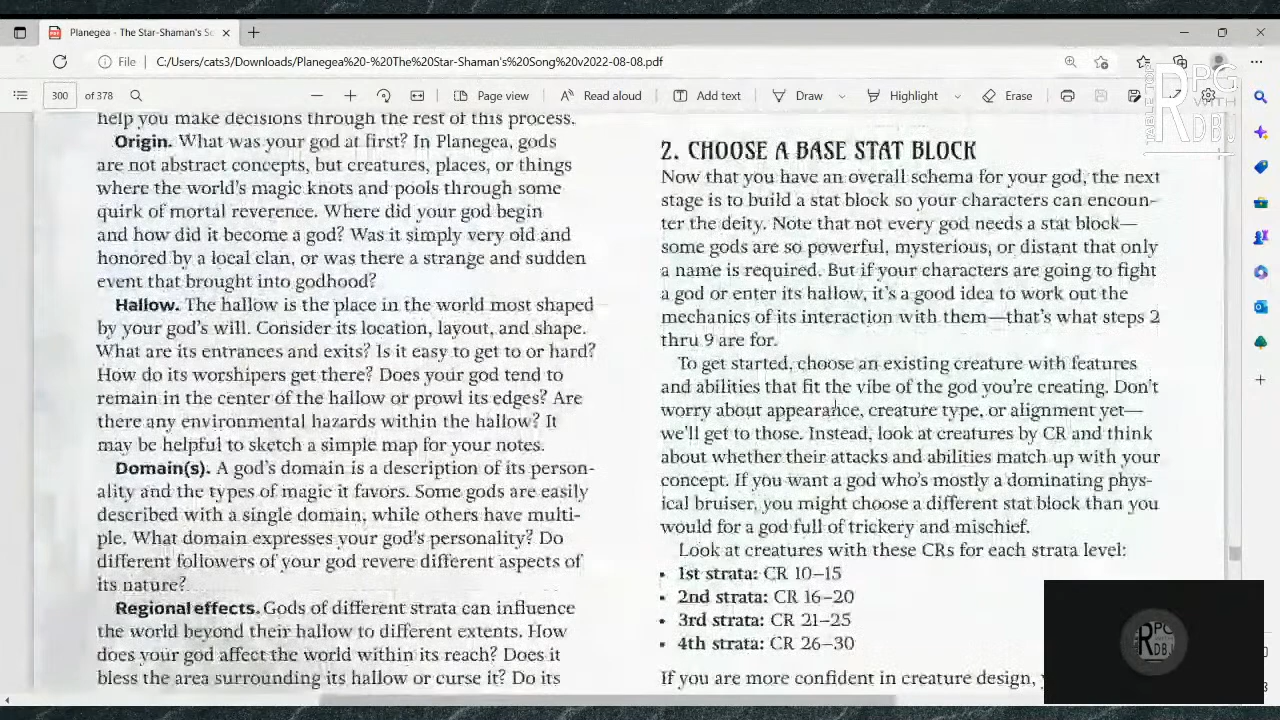 Planegea - The Star-Shaman's So
File
C:/Users/cats3/Downloads/Planegea%20-%20The%20Star-Shaman's%20Song%20v2022-08-08.pdf
300 of 378
Page view
Read aloud
Add text
Draw
Highlight
Erase
TABLE TOP
RPG
WITH
RDBU
help you make decisions through the rest of this process.
Origin. What was your god at first? In Planegea, gods
are not abstract concepts, but creatures, places, or things
where the world's magic knots and pools through some
quirk of mortal reverence. Where did your god begin
and how did it become a god? Was it simply very old and
honored by a local clan, or was there a strange and sudden
event that brought into godhood?
Hallow. The hallow is the place in the world most shaped
by your god's will. Consider its location, layout, and shape.
What are its entrances and exits? Is it easy to get to or hard?
How do its worshipers get there? Does your god tend to
remain in the center of the hallow or prowl its edges? Are
there any environmental hazards within the hallow? It
may be helpful to sketch a simple map for your notes.
Domain(s). A god's domain is a description of its person-
ality and the types of magic it favors. Some gods are easily
described with a single domain, while others have multi-
ple. What domain expresses your god's personality? Do
different followers of your god revere different aspects of
its nature?
Regional effects. Gods of different strata can influence
the world beyond their hallow to different extents. How
does your god affect the world within its reach? Does it
bless the area surrounding its hallow or curse it? Do its
2. CHOOSE A BASE STAT BLOCK
Now that you have an overall schema for your god, the next
stage is to build a stat block so your characters can encoun-
ter the deity. Note that not every god needs a stat block—
some gods are so powerful, mysterious, or distant that only
a name is required. But if your characters are going to fight
a god or enter its hallow, it's a good idea to work out the
mechanics of its interaction with them—that's what steps 2
thru 9 are for.
To get started, choose an existing creature with features
and abilities that fit the vibe of the god you're creating. Don't
worry about appearance, creature type, or alignment yet—
we'll get to those. Instead, look at creatures by CR and think
about whether their attacks and abilities match up with your
concept. If you want a god who's mostly a dominating phys-
ical bruiser, you might choose a different stat block than you
would for a god full of trickery and mischief.
Look at creatures with these CRs for each strata level:
• 1st strata: CR 10–15
• 2nd strata: CR 16–20
• 3rd strata: CR 21–25
• 4th strata: CR 26–30
If you are more confident in creature design,
RPG
RDBU